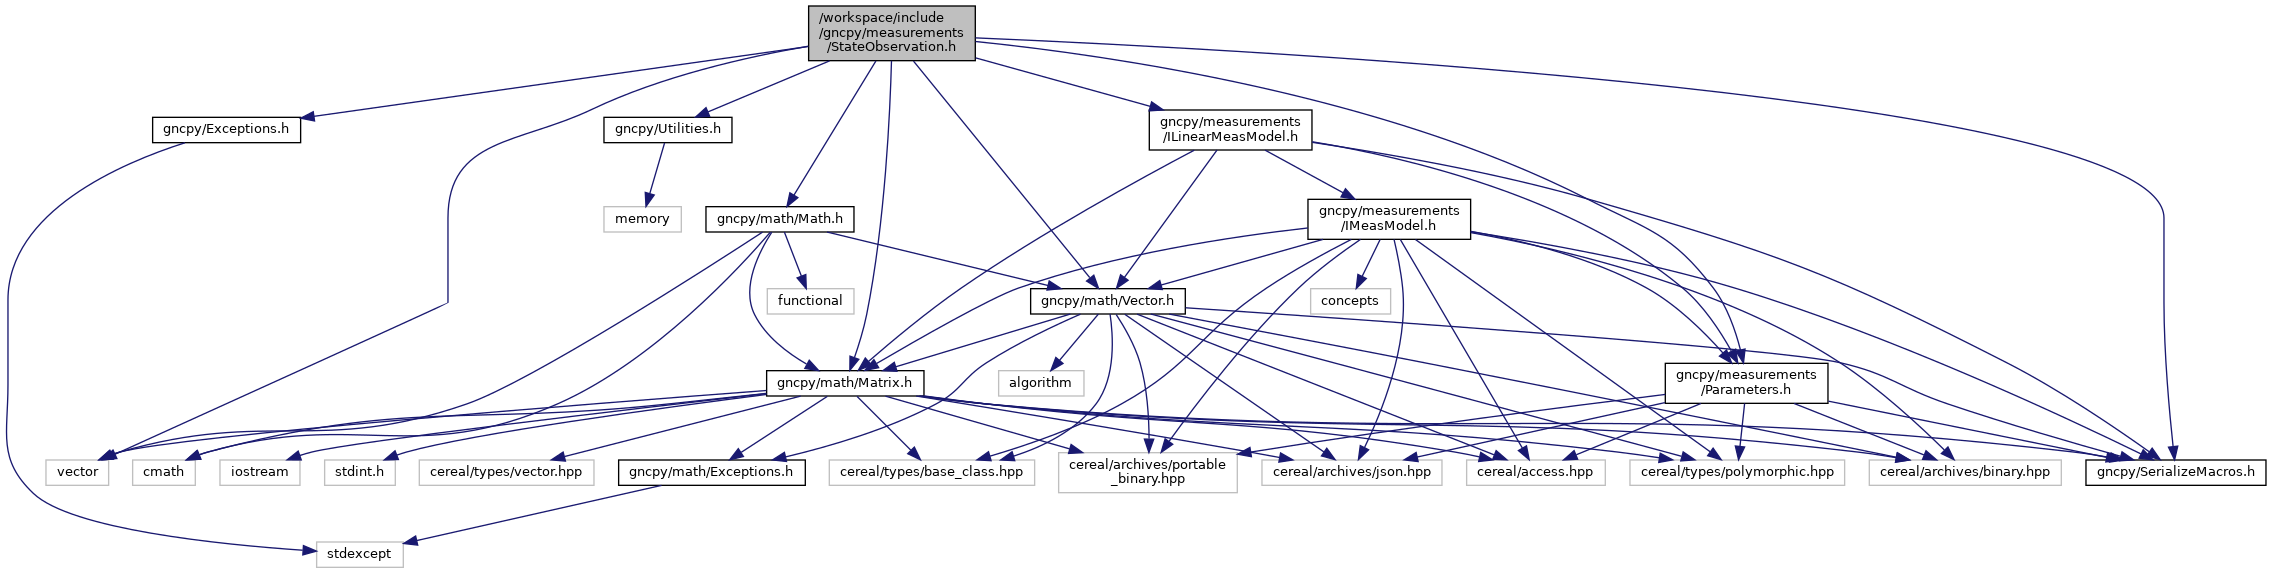 /workspace/include
/gncpy/measurements
/StateObservation.h
gncpy/Exceptions.h
gncpy/Utilities.h
gncpy/measurements
/ILinearMeasModel.h
memory
gncpy/math/Math.h
gncpy/measurements
/IMeasModel.h
functional
gncpy/math/Vector.h
concepts
gncpy/math/Matrix.h
algorithm
gncpy/measurements
/Parameters.h
vector
cmath
iostream
stdint.h
cereal/types/vector.hpp
gncpy/math/Exceptions.h
cereal/types/base_class.hpp
cereal/archives/portable
_binary.hpp
cereal/archives/json.hpp
cereal/access.hpp
cereal/types/polymorphic.hpp
cereal/archives/binary.hpp
gncpy/SerializeMacros.h
stdexcept